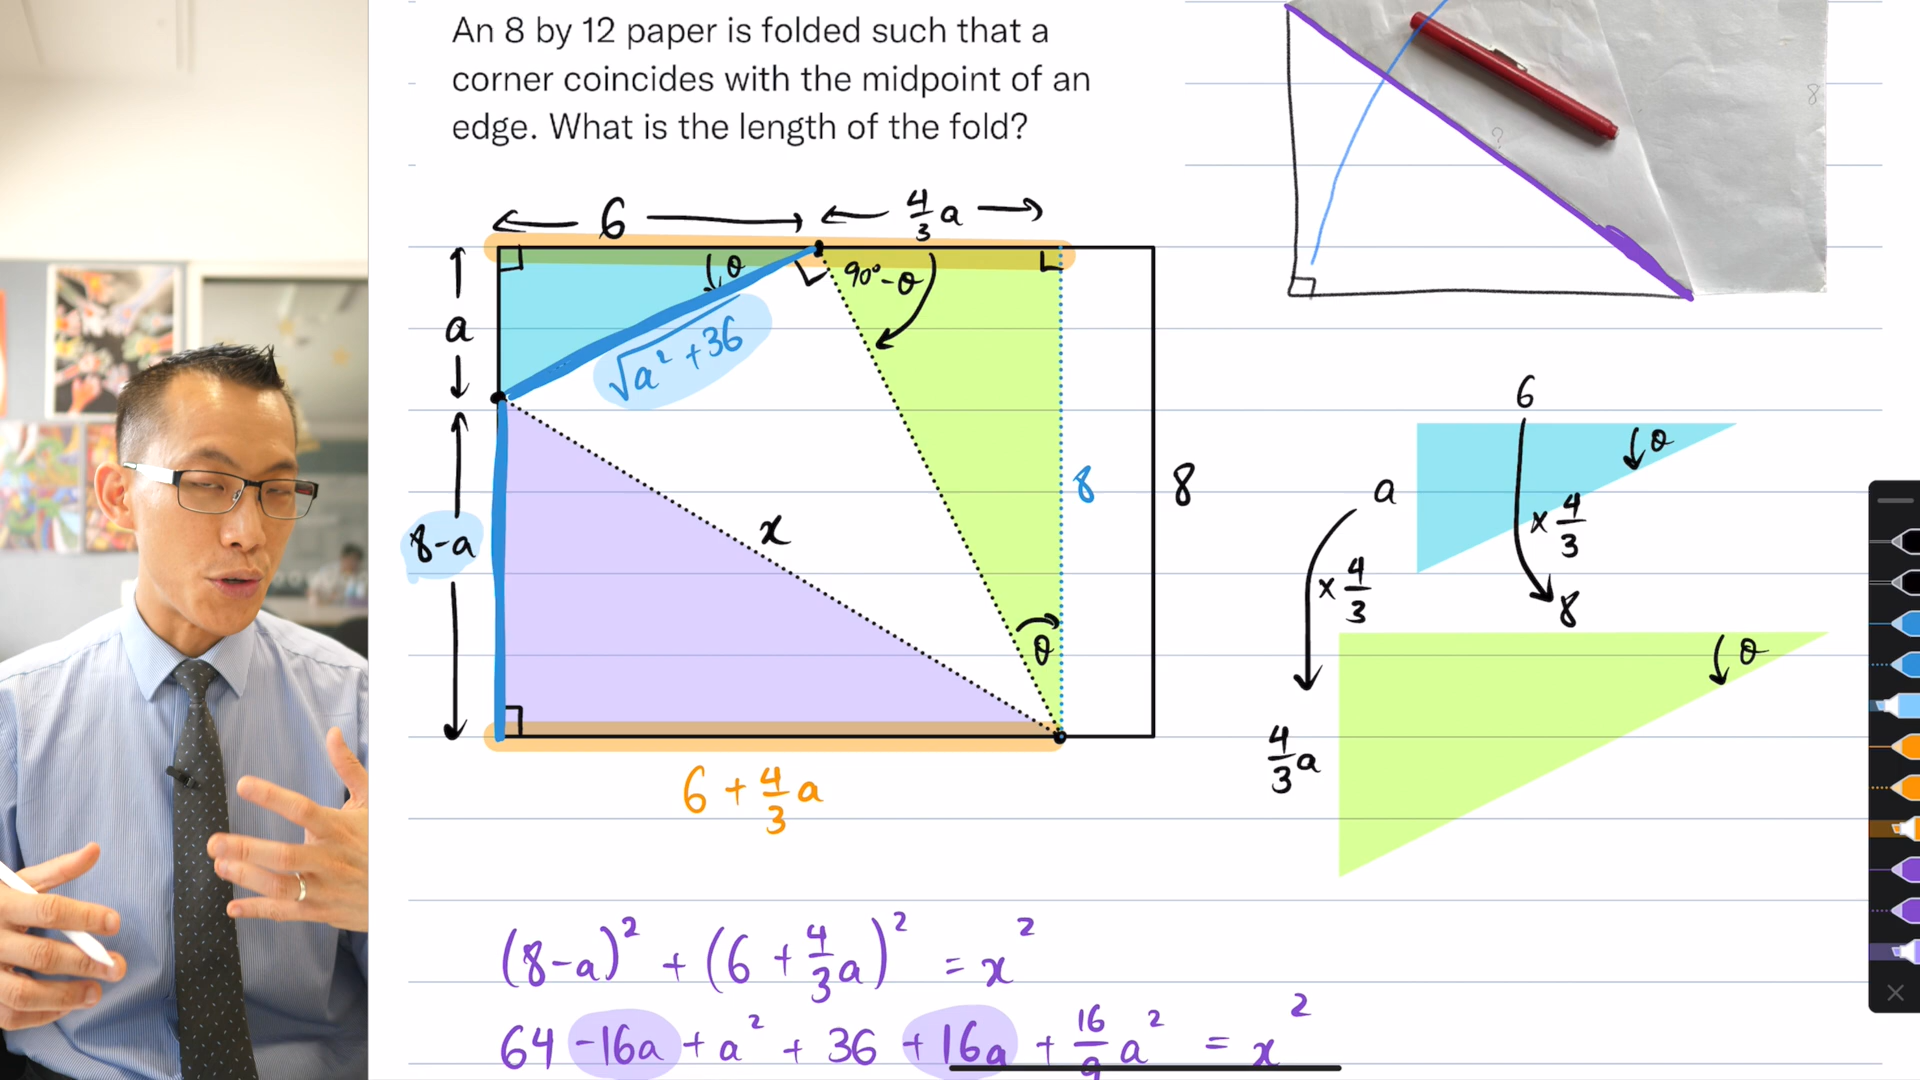 An 8 by 12 paper is folded such that a
corner coincides with the midpoint of an
edge. What is the length of the fold?
8
?
6
4/3 a
a
θ
90°-θ
√a² + 36
8-a
x
8
8
θ
6 + 4/3 a
6
θ
a
× 4/3
× 4/3
8
θ
4/3 a
(8-a)² + (6 + 4/3 a)² = x²
64 -16a + a² + 36 + 16a + 16/9 a² = x²